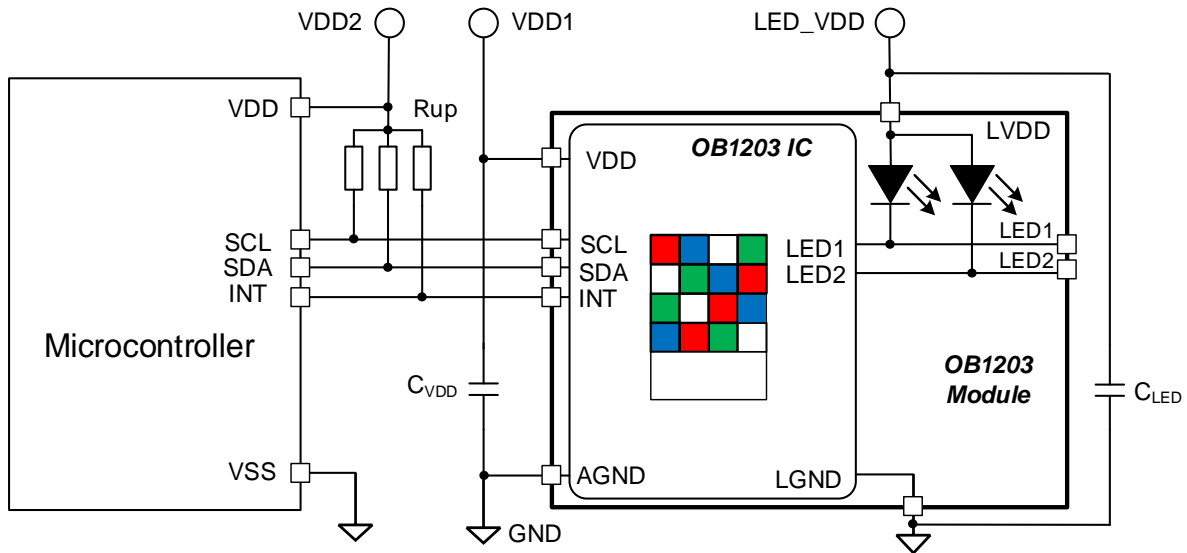 VDD2
VDD1
LED_VDD
VDD
Rup
LVDD
OB1203 IC
VDD
SCL
SDA
INT
SCL
SDA
INT
LED1
LED2
LED1
LED2
Microcontroller
OB1203
Module
CVDD
CLED
VSS
AGND
LGND
GND